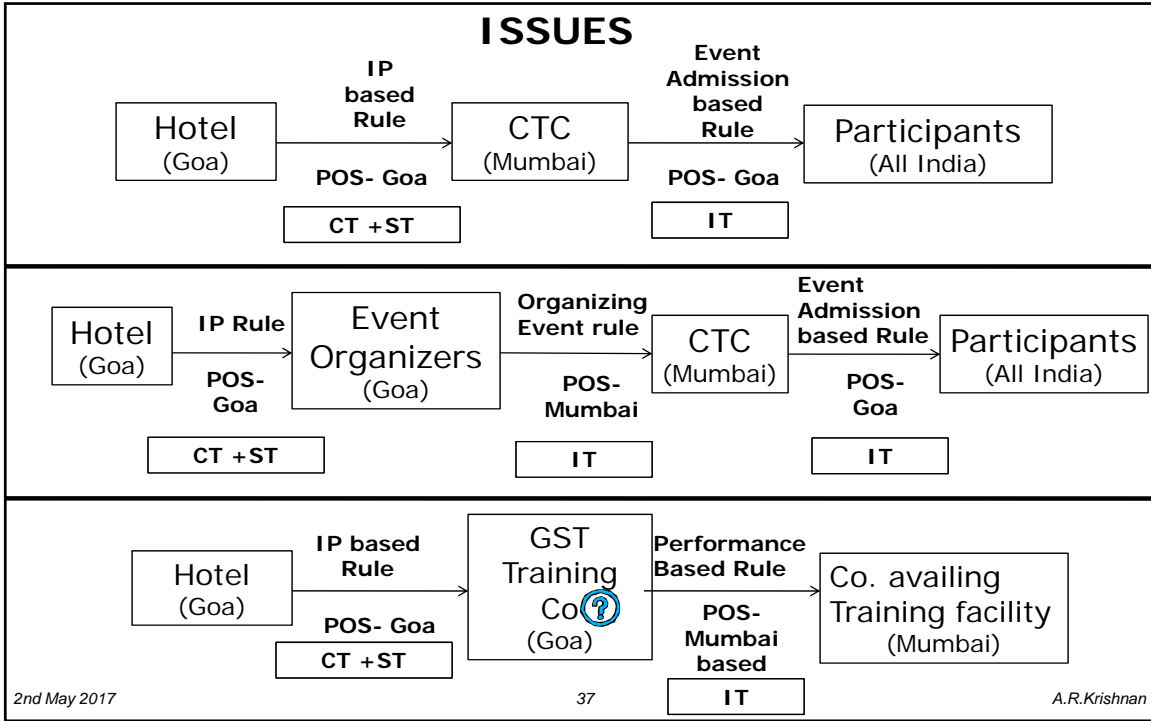 ISSUES
IP
based
Rule
Event
Admission
based
Rule
Hotel
(Goa)
CTC
(Mumbai)
Participants
(All India)
POS- Goa
POS- Goa
CT +ST
IT
Hotel
(Goa)
IP Rule
POS-
Goa
CT +ST
Event
Organizers
(Goa)
Organizing
Event rule
POS-
Mumbai
IT
CTC
(Mumbai)
Event
Admission
based Rule
POS-
Goa
IT
Participants
(All India)
Hotel
(Goa)
IP based
Rule
POS- Goa
CT +ST
GST
Training
Co ?
(Goa)
Performance
Based Rule
POS-
Mumbai
based
IT
Co. availing
Training facility
(Mumbai)
2nd May 2017
37
A.R.Krishnan